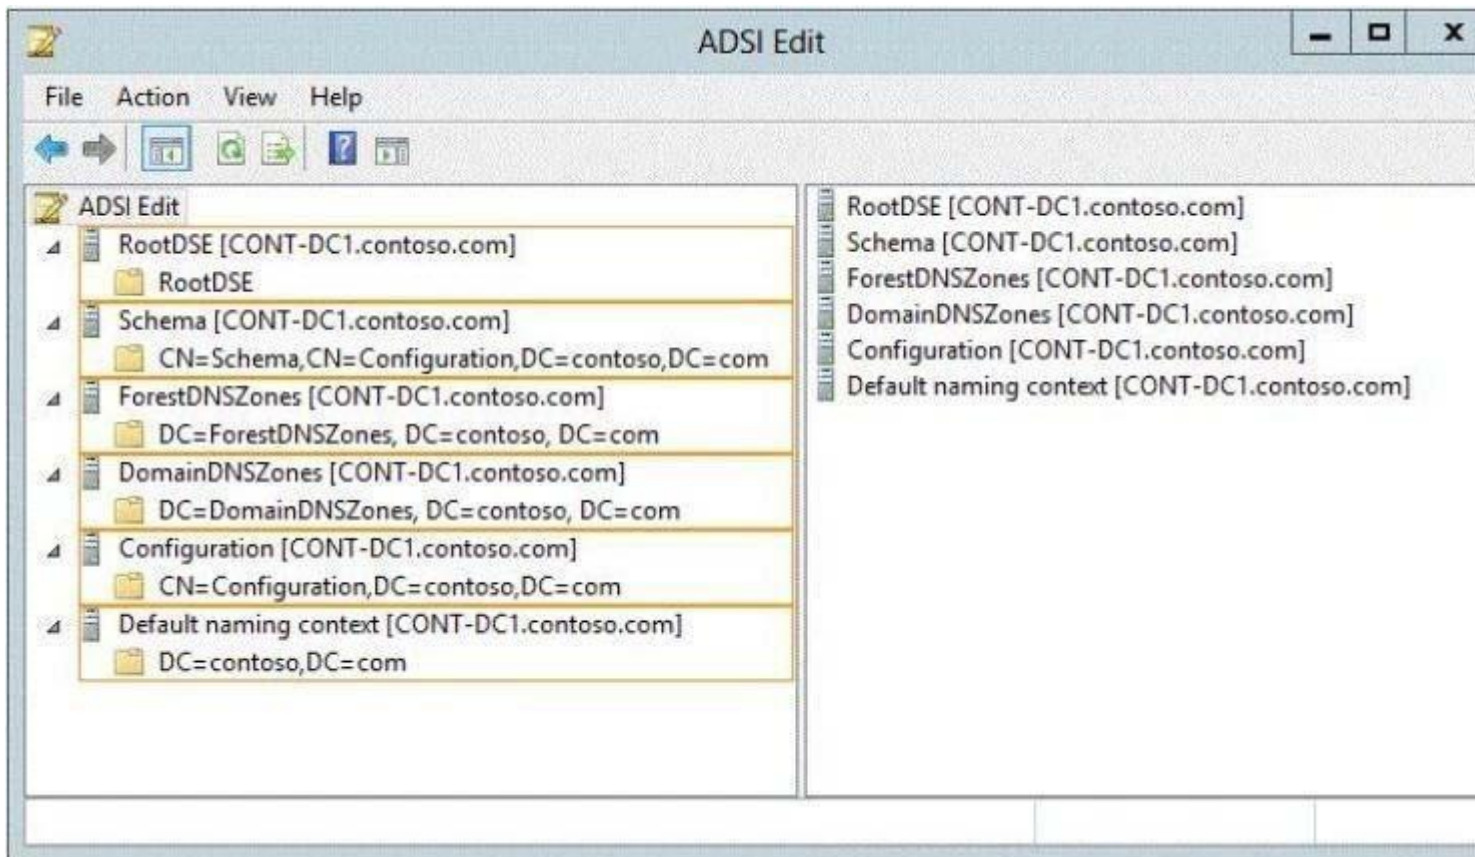 ADSI Edit
File Action View Help
ADSI Edit
RootDSE [CONT-DC1.contoso.com]
RootDSE
Schema [CONT-DC1.contoso.com]
CN=Schema,CN=Configuration,DC=contoso,DC=com
ForestDNSZones [CONT-DC1.contoso.com]
DC=ForestDNSZones, DC=contoso, DC=com
DomainDNSZones [CONT-DC1.contoso.com]
DC=DomainDNSZones, DC=contoso, DC=com
Configuration [CONT-DC1.contoso.com]
CN=Configuration,DC=contoso,DC=com
Default naming context [CONT-DC1.contoso.com]
DC=contoso,DC=com
RootDSE [CONT-DC1.contoso.com]
Schema [CONT-DC1.contoso.com]
ForestDNSZones [CONT-DC1.contoso.com]
DomainDNSZones [CONT-DC1.contoso.com]
Configuration [CONT-DC1.contoso.com]
Default naming context [CONT-DC1.contoso.com]